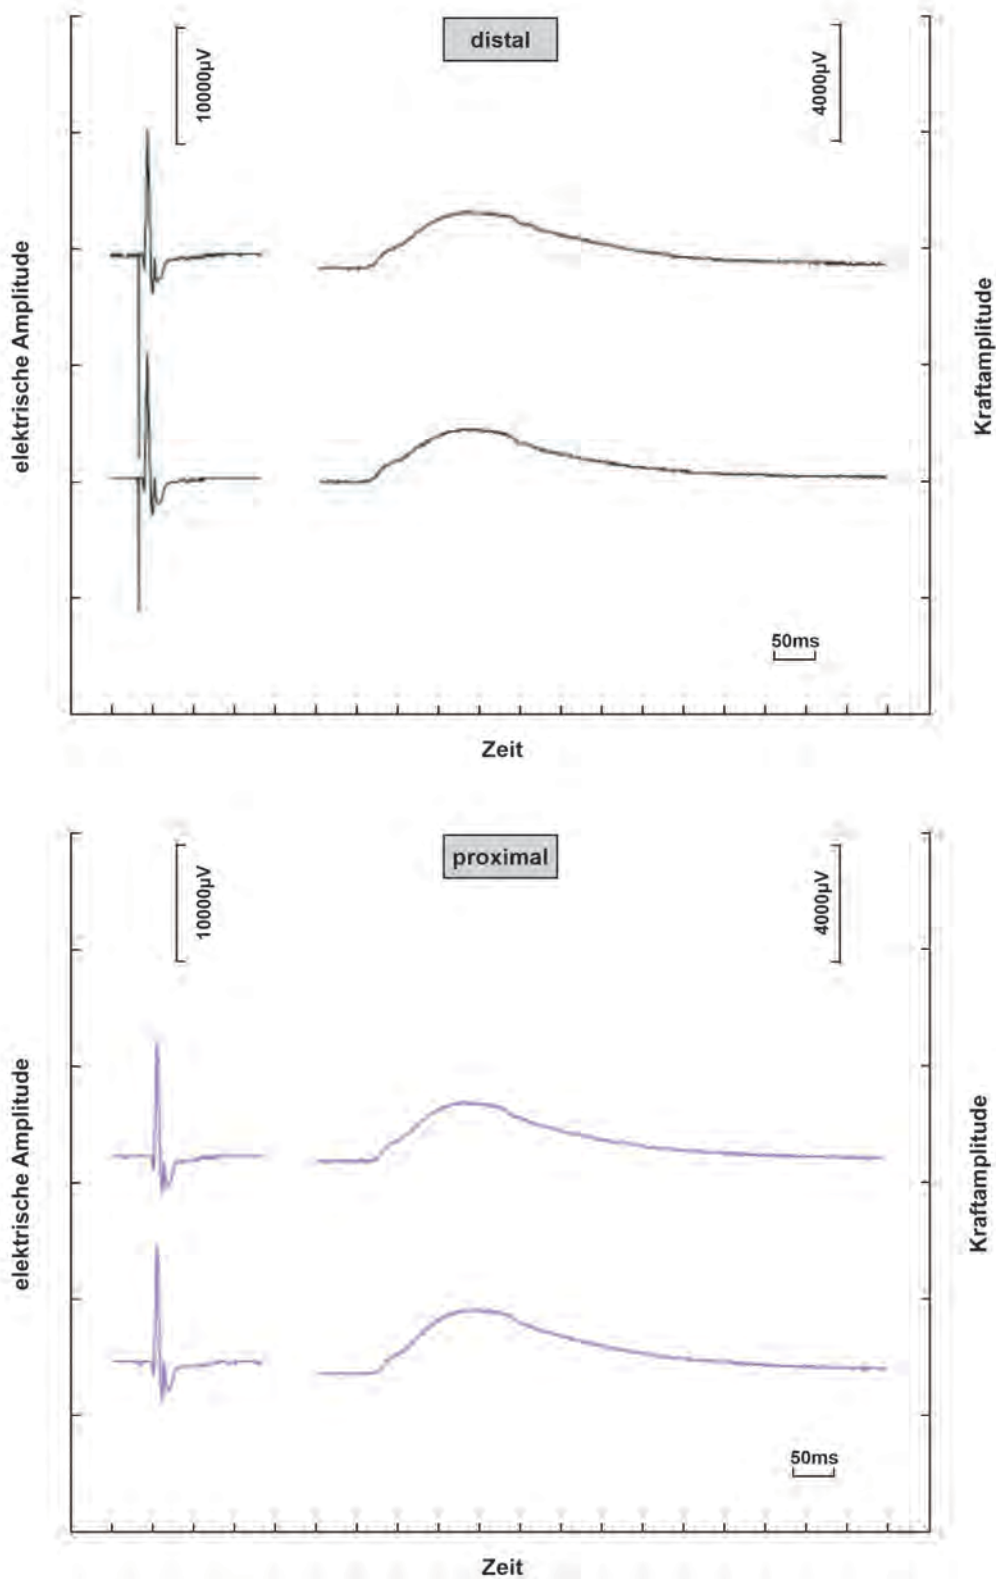 distal
10000µV
4000µV
elektrische Amplitude
Kraftamplitude
50ms
Zeit
proximal
10000µV
4000µV
elektrische Amplitude
Kraftamplitude
50ms
Zeit